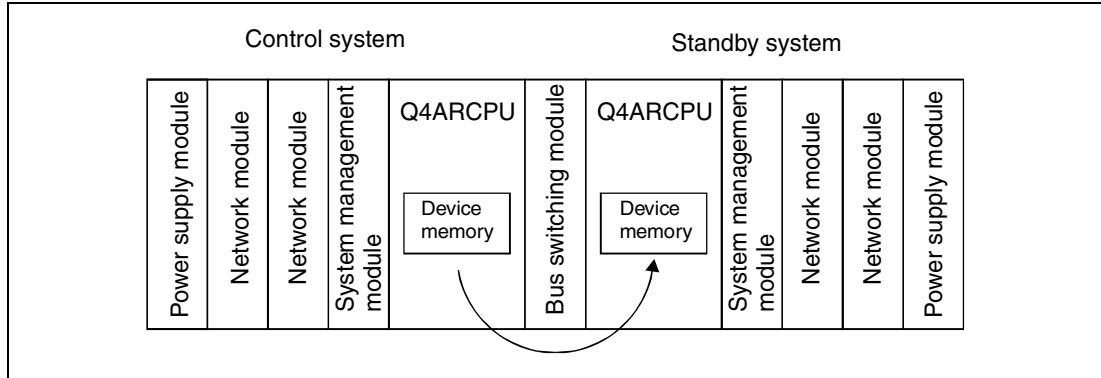 Control system
Standby system
Power supply module
Network module
Network module
System management
module
Q4ARCPU
Device
memory
Bus switching module
Q4ARCPU
Device
memory
System management
module
Network module
Network module
Power supply module